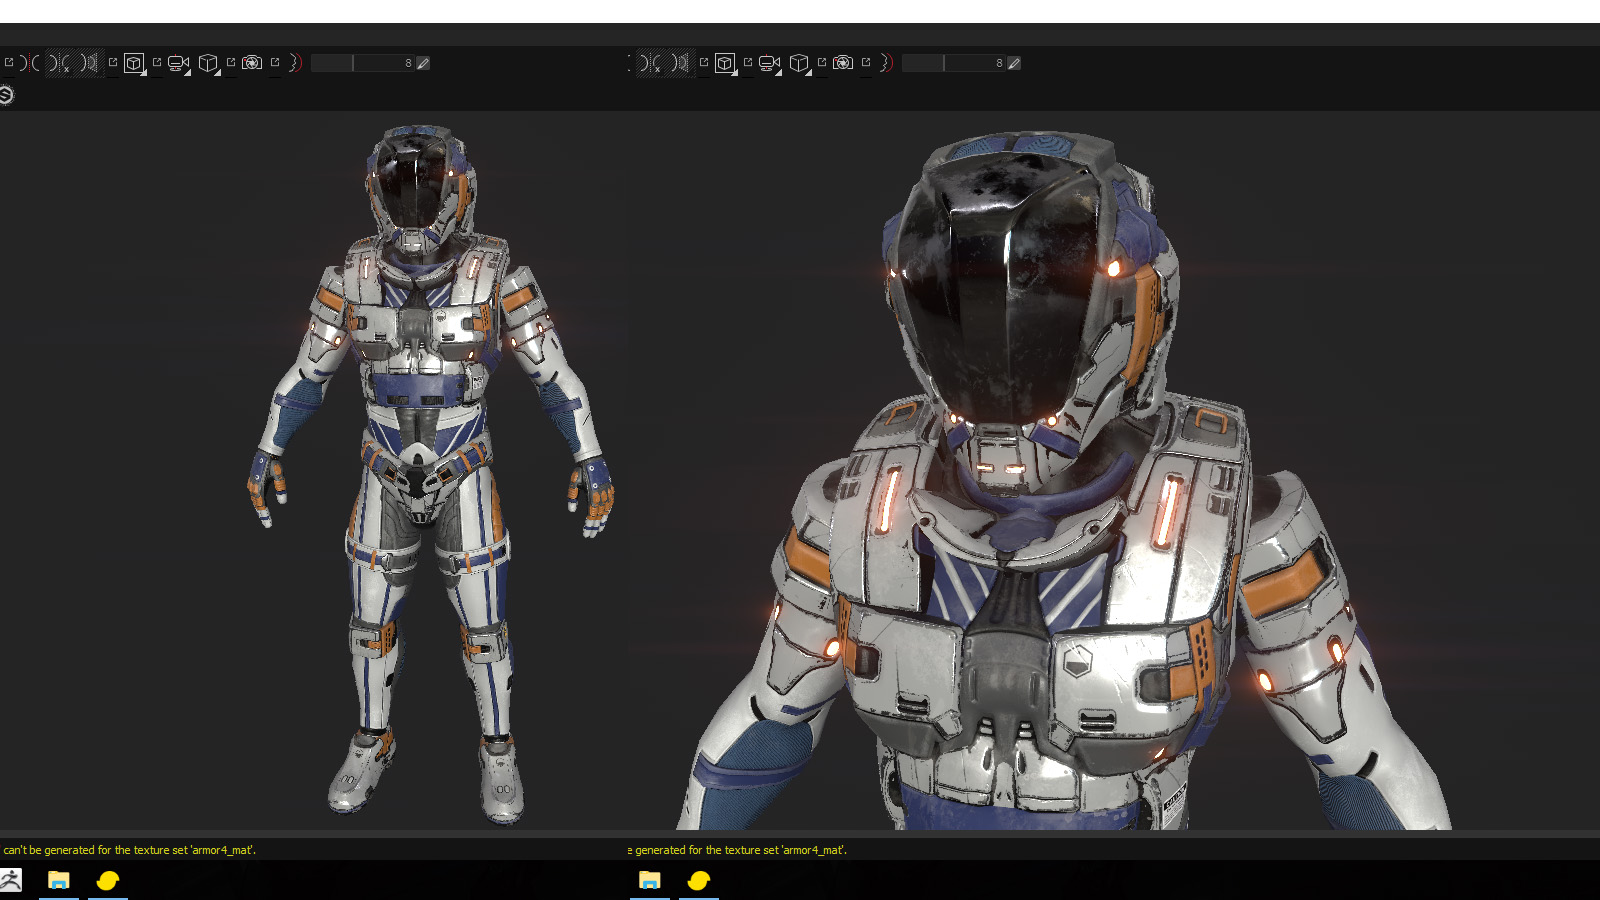 8
8
can't be generated for the texture set 'armor4_mat'.
e generated for the texture set 'armor4_mat'.